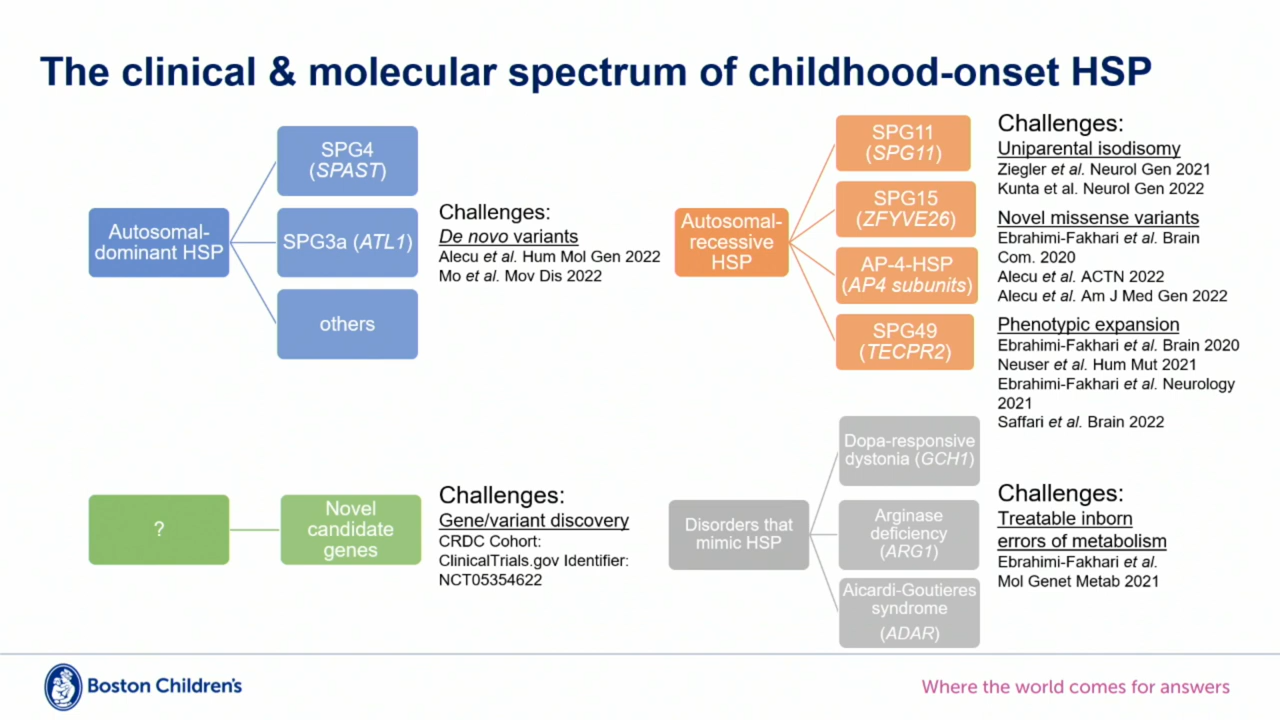 The clinical & molecular spectrum of childhood-onset HSP
Autosomal-
dominant HSP
SPG4
(SPAST)
SPG3a (ATL1)
others
Challenges:
De novo variants
Alecu et al. Hum Mol Gen 2022
Mo et al. Mov Dis 2022
Autosomal-
recessive
HSP
SPG11
(SPG11)
SPG15
(ZFYVE26)
AP-4-HSP
(AP4 subunits)
SPG49
(TECPR2)
Challenges:
Uniparental isodisomy
Ziegler et al. Neurol Gen 2021
Kunta et al. Neurol Gen 2022
Novel missense variants
Ebrahimi-Fakhari et al. Brain
Com. 2020
Alecu et al. ACTN 2022
Alecu et al. Am J Med Gen 2022
Phenotypic expansion
Ebrahimi-Fakhari et al. Brain 2020
Neuser et al. Hum Mut 2021
Ebrahimi-Fakhari et al. Neurology
2021
Saffari et al. Brain 2022
?
Novel
candidate
genes
Challenges:
Gene/variant discovery
CRDC Cohort:
ClinicalTrials.gov Identifier:
NCT05354622
Disorders that
mimic HSP
Dopa-responsive
dystonia (GCH1)
Arginase
deficiency
(ARG1)
Aicardi-Goutieres
syndrome
(ADAR)
Challenges:
Treatable inborn
errors of metabolism
Ebrahimi-Fakhari et al.
Mol Genet Metab 2021
Boston Children's
Where the world comes for answers